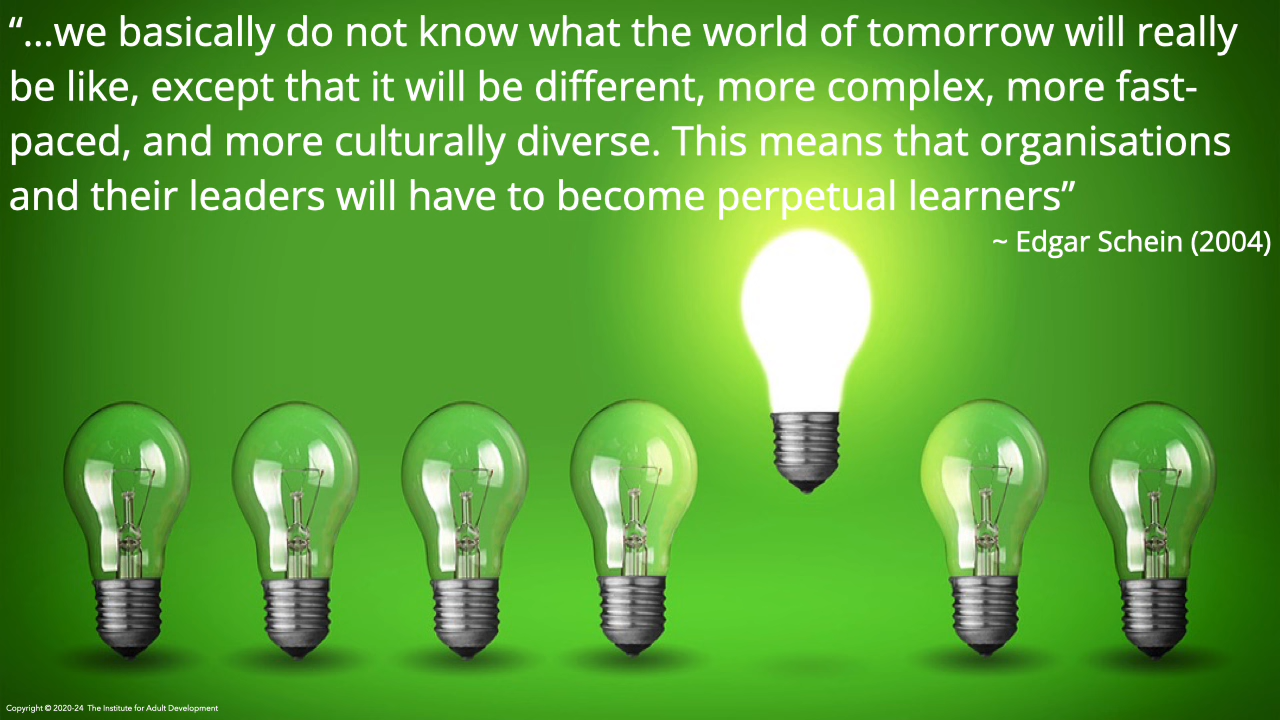 “...we basically do not know what the world of tomorrow will really
be like, except that it will be different, more complex, more fast-
paced, and more culturally diverse. This means that organisations
and their leaders will have to become perpetual learners”
~ Edgar Schein (2004)
Copyright © 2020-24 The Institute for Adult Development